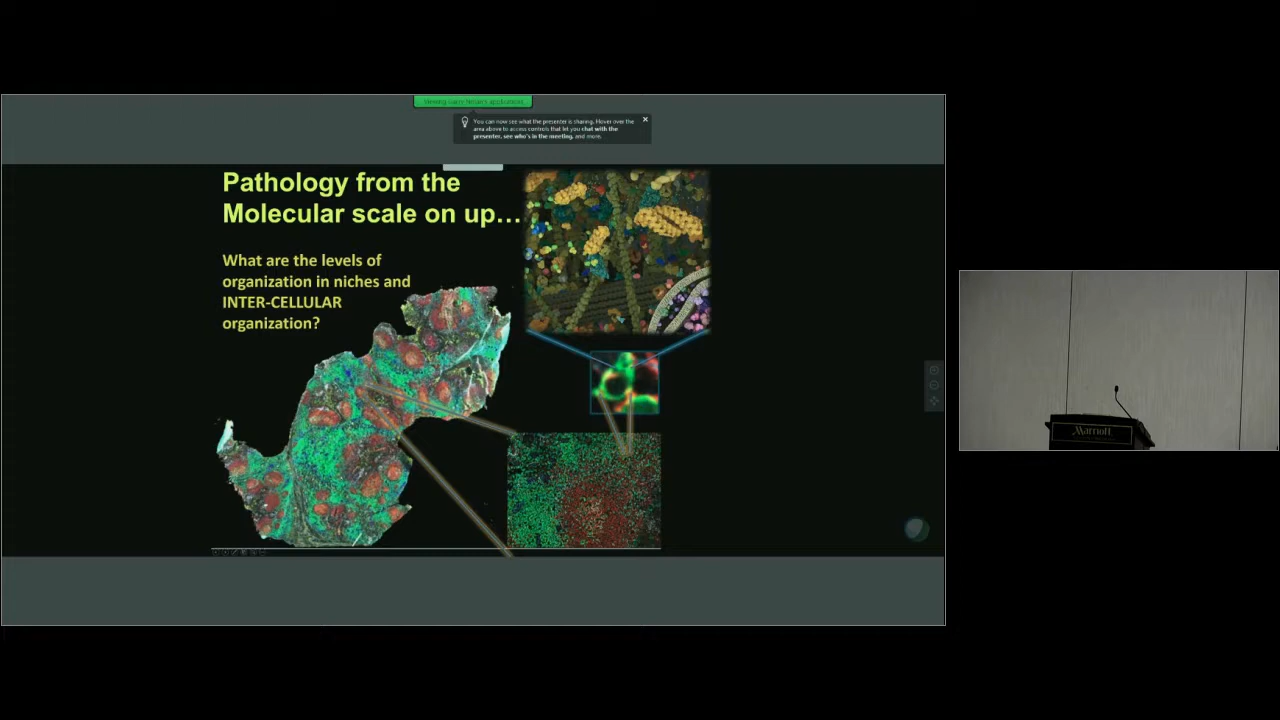 You can now see what the presenter is sharing. Hover over the
area above to access controls that let you chat with the
presenter, see who's in the meeting, and more.
Pathology from the
Molecular scale on up...
What are the levels of
organization in niches and
INTER-CELLULAR
organization?
Marriott